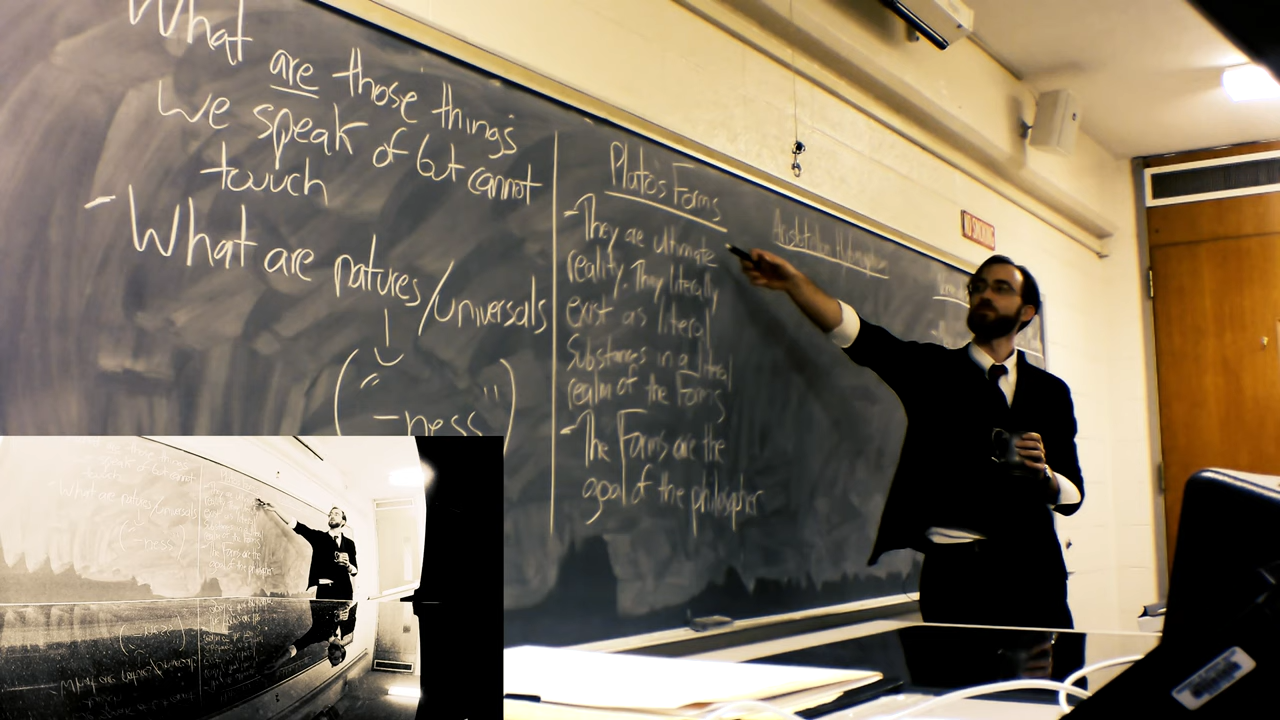 What are those things
we speak of but cannot
touch
- What are natures/universals
(" -ness")
Plato's Forms
- They are ultimate
reality. They literally
exist as literal
Substances in a literal
realm of the Forms
- The Forms are the
goal of the philosopher
Aristotelian
NO SMOKING